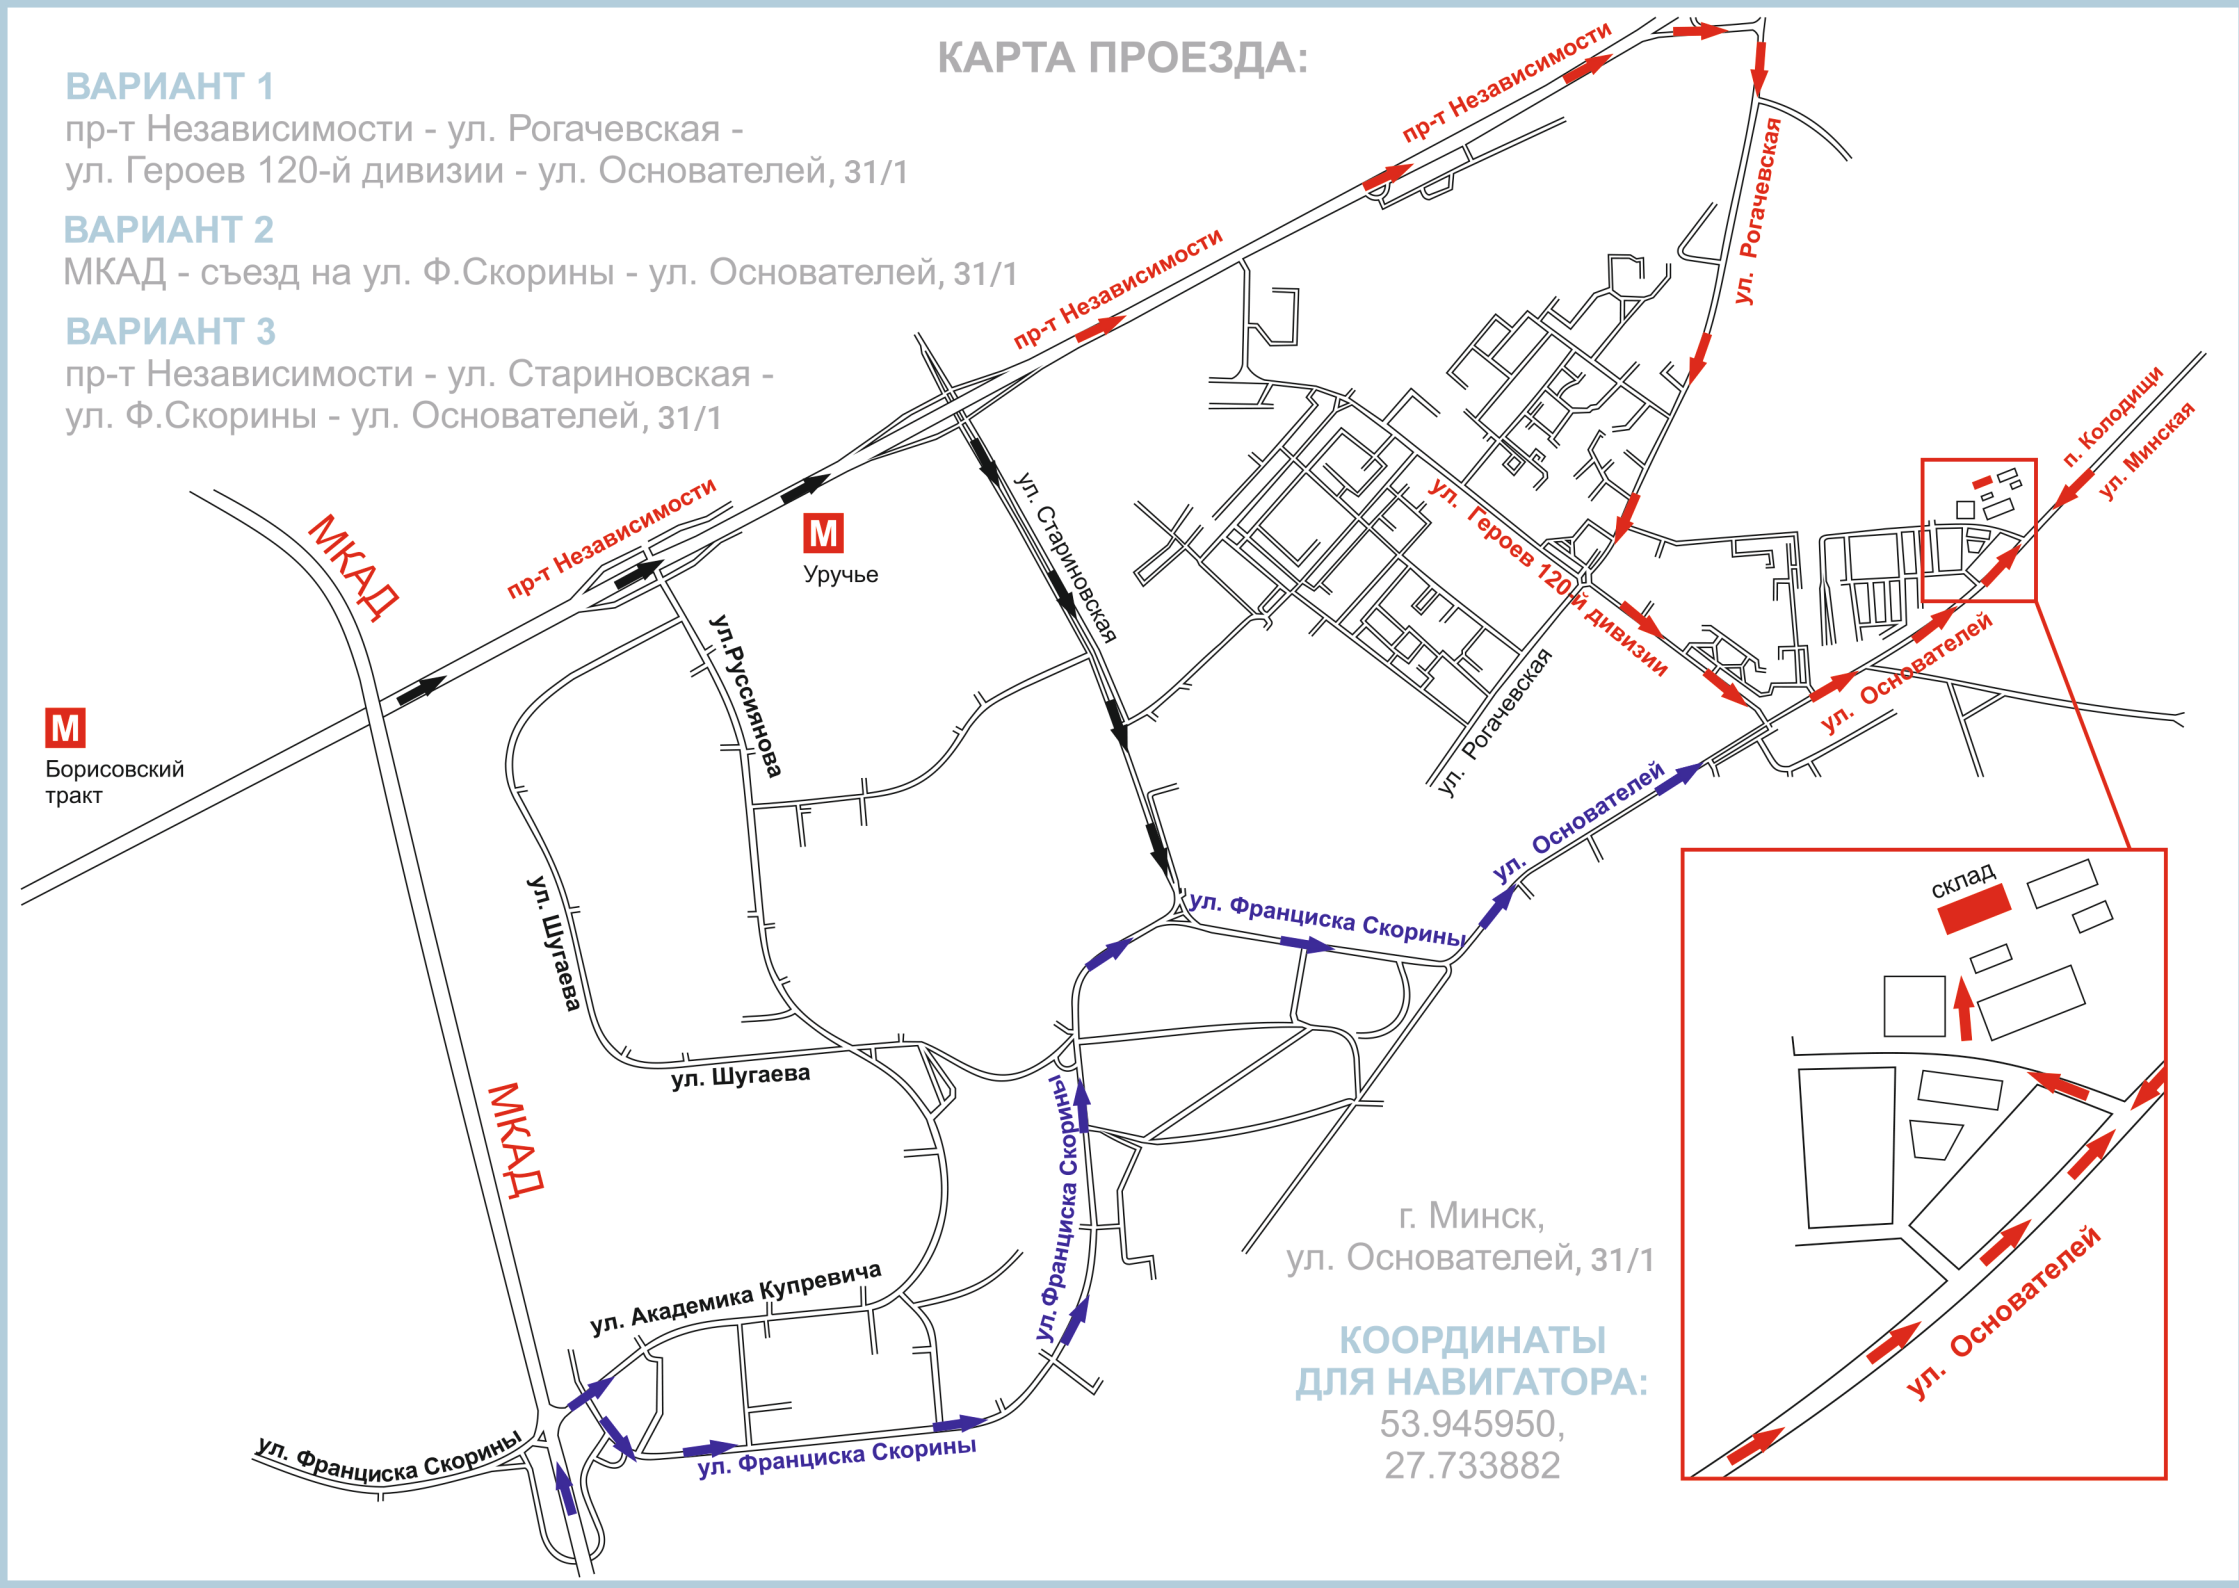 КАРТА ПРОЕЗДА:
ВАРИАНТ 1
пр-т Независимости - ул. Рогачевская -
ул. Героев 120-й дивизии - ул. Основателей, 31/1
ВАРИАНТ 2
МКАД - съезд на ул. Ф.Скорины - ул. Основателей, 31/1
ВАРИАНТ 3
пр-т Независимости - ул. Стариновская -
ул. Ф.Скорины - ул. Основателей, 31/1
пр-т Независимости
пр-т Независимости
пр-т Независимости
ул. Рогачевская
п. Колодищи
ул. Минская
МКАД
М
Уручье
ул. Стариновская
ул. Героев 120-й дивизии
ул.Руссиянова
ул. Рогачевская
ул. Основателей
М
Борисовский
тракт
ул. Основателей
ул. Шугаева
ул. Франциска Скорины
склад
ул. Шугаева
МКАД
ул. Франциска Скорины
ул. Академика Купревича
ул. Франциска Скорины
ул. Франциска Скорины
ул. Основателей
г. Минск,
ул. Основателей, 31/1
КООРДИНАТЫ
ДЛЯ НАВИГАТОРА:
53.945950,
27.733882